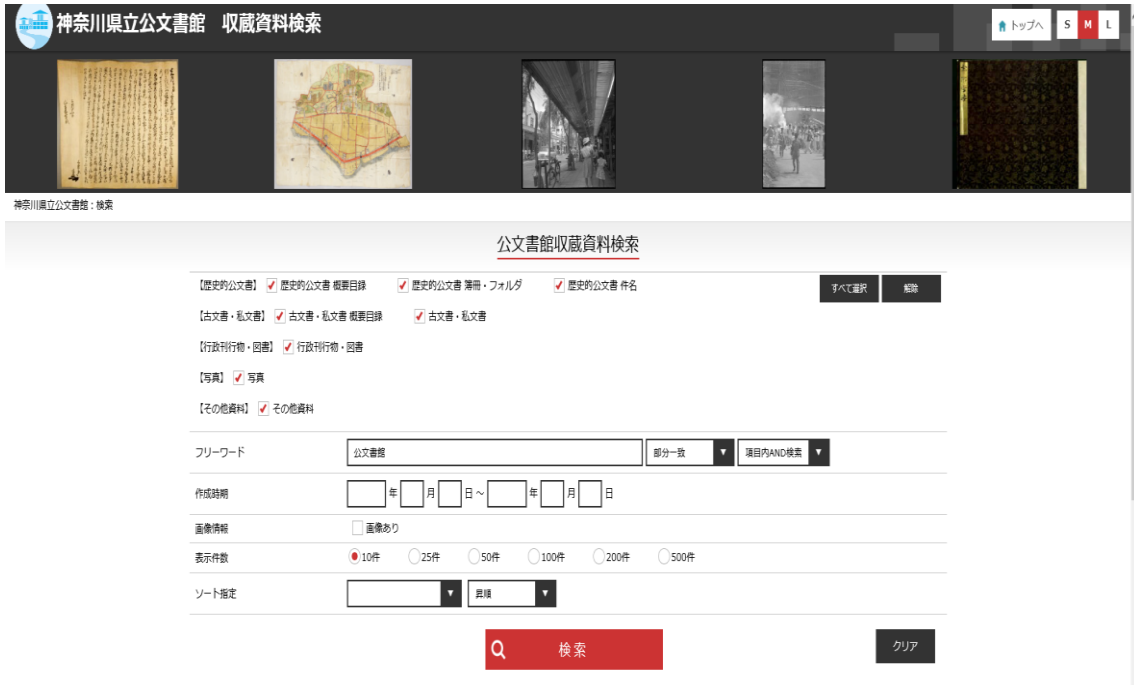 神奈川県立公文書館 収蔵資料検索
トップへ S M L
神奈川県立公文書館：検索
公文書館収蔵資料検索
【歴史的公文書】 歴史的公文書 概要目録 歴史的公文書 簿冊・フォルダ 歴史的公文書 件名 すべて選択 解除
【古文書・私文書】 古文書・私文書 概要目録 古文書・私文書
【行政刊行物・図書】 行政刊行物・図書
【写真】 写真
【その他資料】 その他資料
フリーワード 公文書館 部分一致 ▼ 項目内AND検索 ▼
作成時期 年 月 日 ～ 年 月 日
画像情報 画像あり
表示件数 10件 25件 50件 100件 200件 500件
ソート指定 ▼ 昇順 ▼
検索 クリア